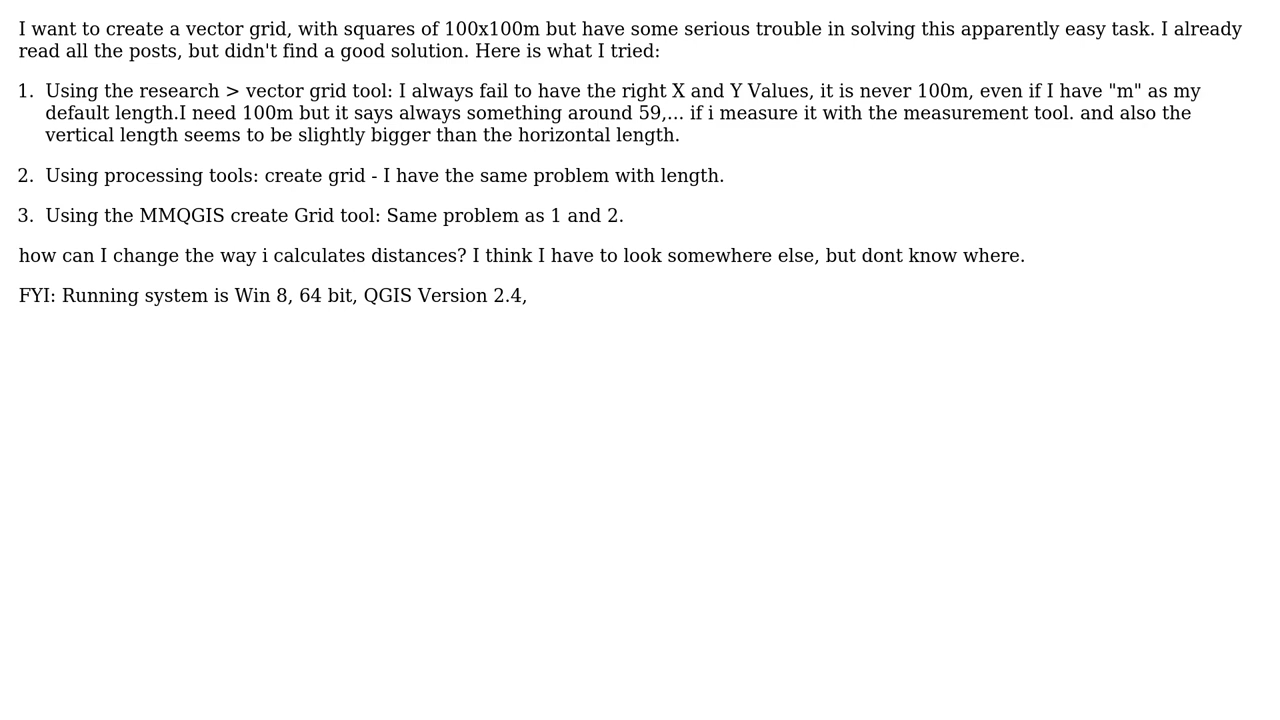 I want to create a vector grid, with squares of 100x100m but have some serious trouble in solving this apparently easy task. I already
read all the posts, but didn't find a good solution. Here is what I tried:
1. Using the research > vector grid tool: I always fail to have the right X and Y Values, it is never 100m, even if I have "m" as my
default length.I need 100m but it says always something around 59,... if i measure it with the measurement tool. and also the
vertical length seems to be slightly bigger than the horizontal length.
2. Using processing tools: create grid - I have the same problem with length.
3. Using the MMQGIS create Grid tool: Same problem as 1 and 2.
how can I change the way i calculates distances? I think I have to look somewhere else, but dont know where.
FYI: Running system is Win 8, 64 bit, QGIS Version 2.4,